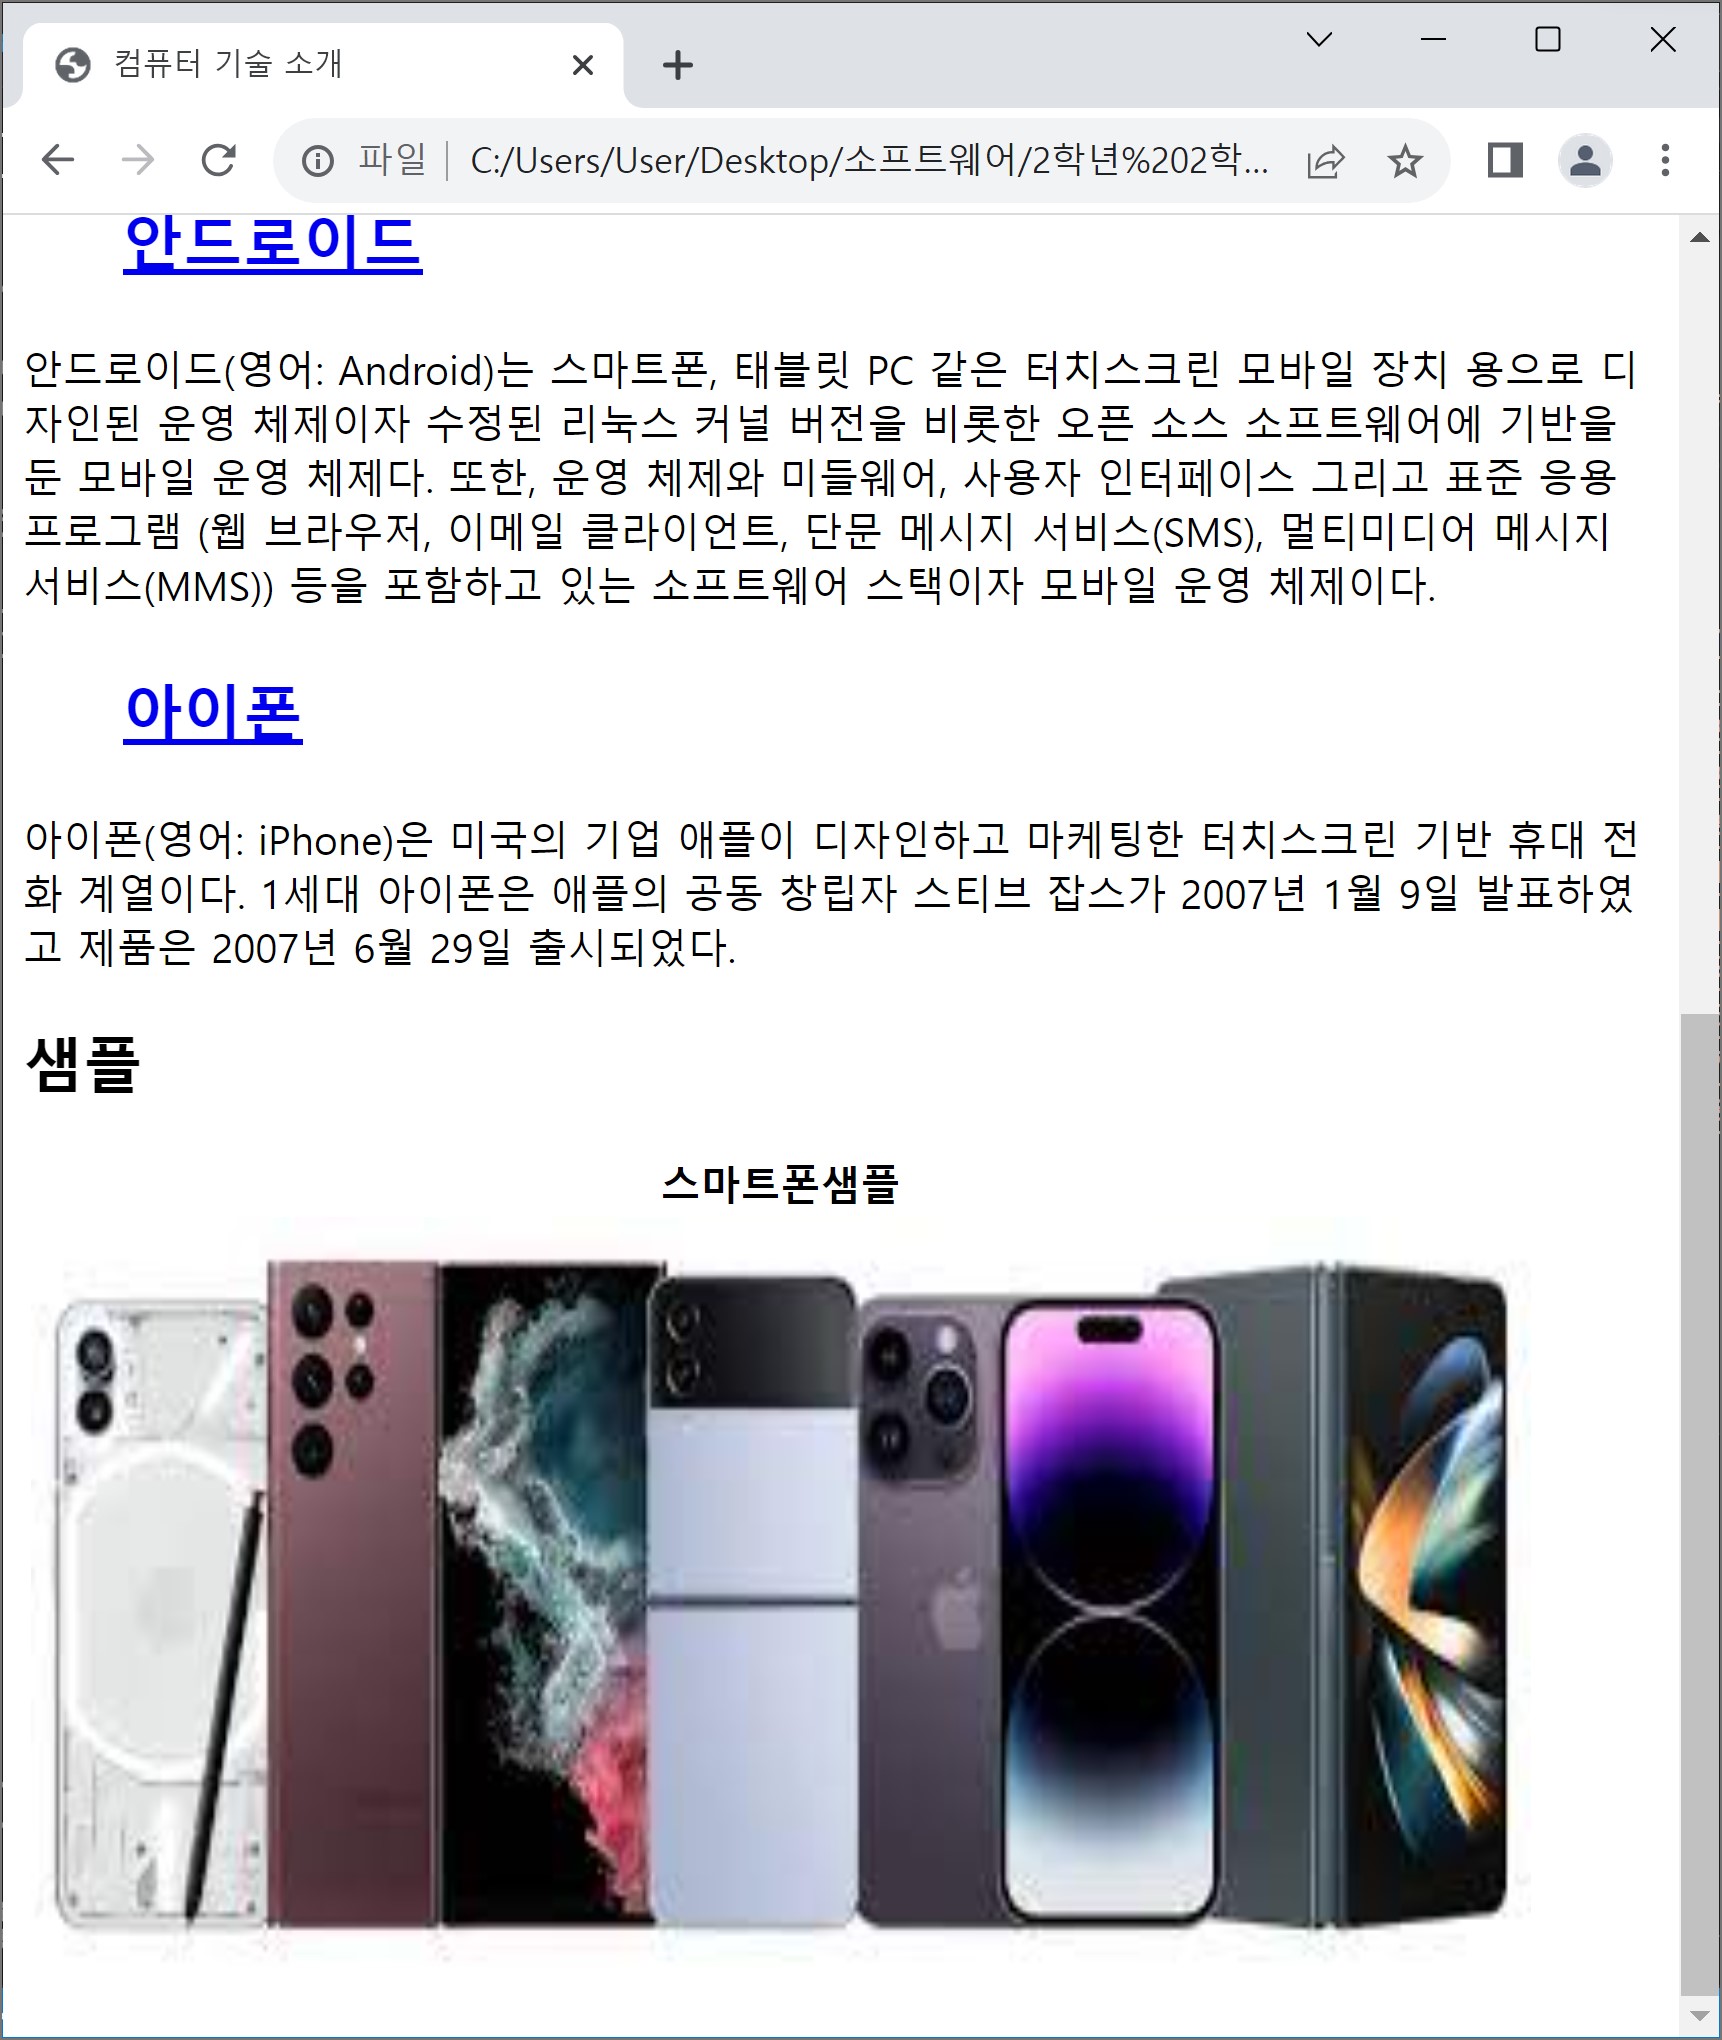 컴퓨터 기술 소개
파일 C:/Users/User/Desktop/소프트웨어/2학년%202학...
안드로이드
안드로이드(영어: Android)는 스마트폰, 태블릿 PC 같은 터치스크린 모바일 장치 용으로 디
자인된 운영 체제이자 수정된 리눅스 커널 버전을 비롯한 오픈 소스 소프트웨어에 기반을
둔 모바일 운영 체제다. 또한, 운영 체제와 미들웨어, 사용자 인터페이스 그리고 표준 응용
프로그램 (웹 브라우저, 이메일 클라이언트, 단문 메시지 서비스(SMS), 멀티미디어 메시지
서비스(MMS)) 등을 포함하고 있는 소프트웨어 스택이자 모바일 운영 체제이다.
아이폰
아이폰(영어: iPhone)은 미국의 기업 애플이 디자인하고 마케팅한 터치스크린 기반 휴대 전
화 계열이다. 1세대 아이폰은 애플의 공동 창립자 스티브 잡스가 2007년 1월 9일 발표하였
고 제품은 2007년 6월 29일 출시되었다.
샘플
스마트폰샘플